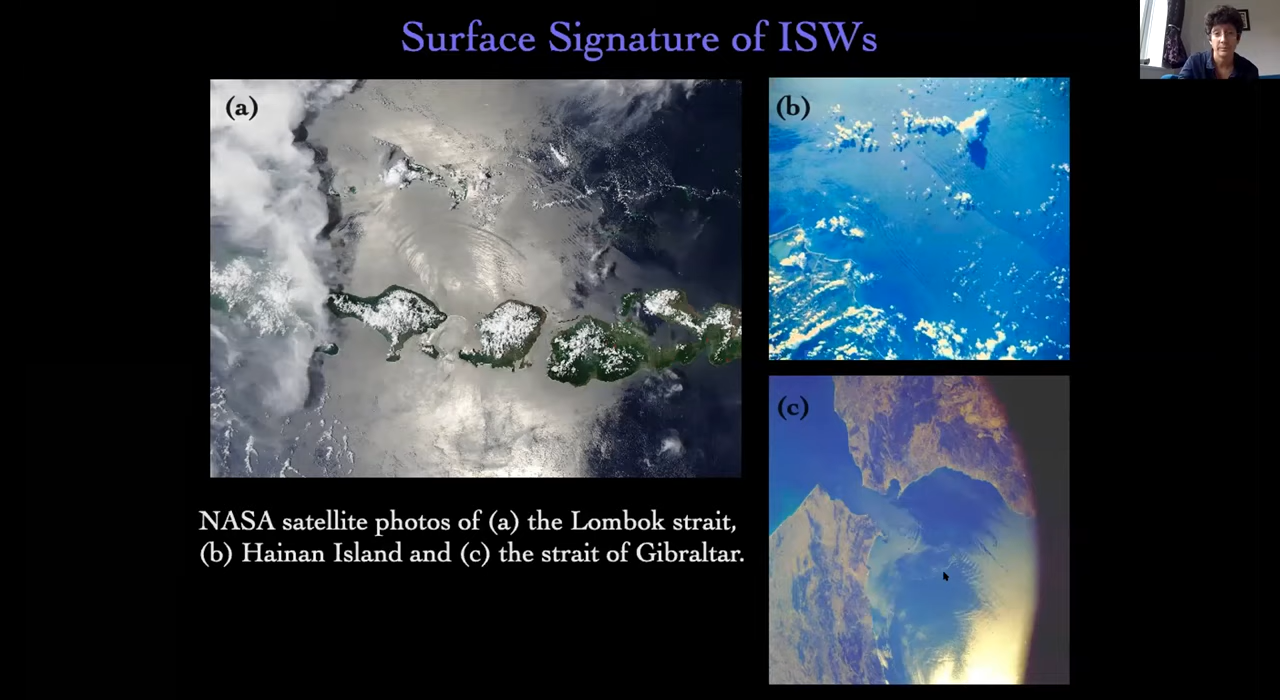 Surface Signature of ISWs
(a)
(b)
(c)
NASA satellite photos of (a) the Lombok strait,
(b) Hainan Island and (c) the strait of Gibraltar.